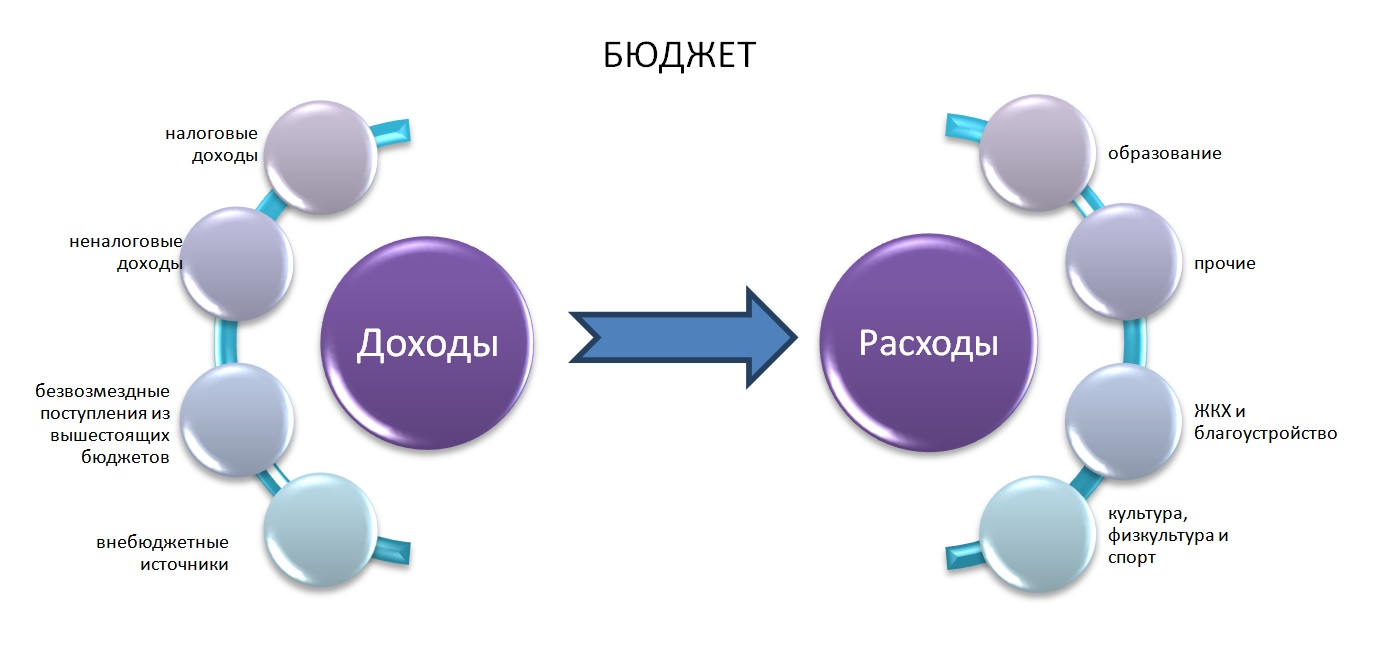 БЮДЖЕТ
налоговые
доходы
неналоговые
доходы
безвозмездные
поступления из
вышестоящих
бюджетов
внебюджетные
источники
Доходы
Расходы
образование
прочие
ЖКХ и
благоустройство
культура,
физкультура и
спорт